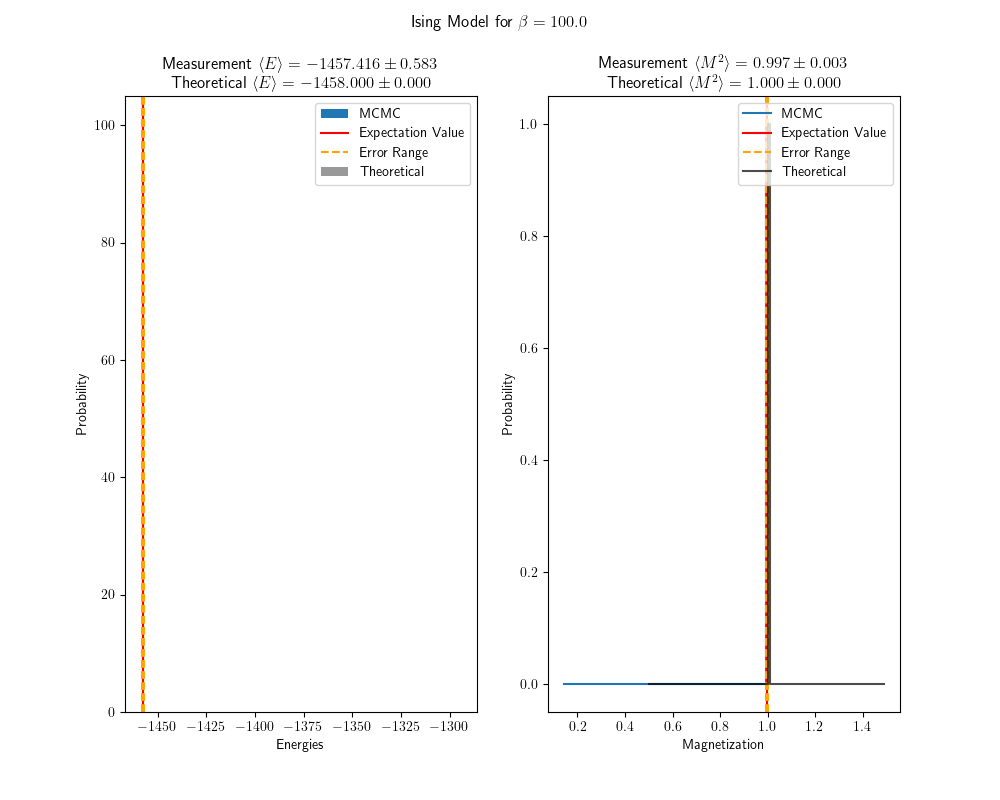 Ising Model for β = 100.0
Measurement ⟨E⟩ = −1457.416 ± 0.583
Theoretical ⟨E⟩ = −1458.000 ± 0.000
MCMC
Expectation Value
Error Range
Theoretical
100
80
60
40
20
0
Probability
−1450 −1425 −1400 −1375 −1350 −1325 −1300
Energies
Measurement ⟨M²⟩ = 0.997 ± 0.003
Theoretical ⟨M²⟩ = 1.000 ± 0.000
MCMC
Expectation Value
Error Range
Theoretical
1.0
0.8
0.6
0.4
0.2
0.0
Probability
0.2 0.4 0.6 0.8 1.0 1.2 1.4
Magnetization